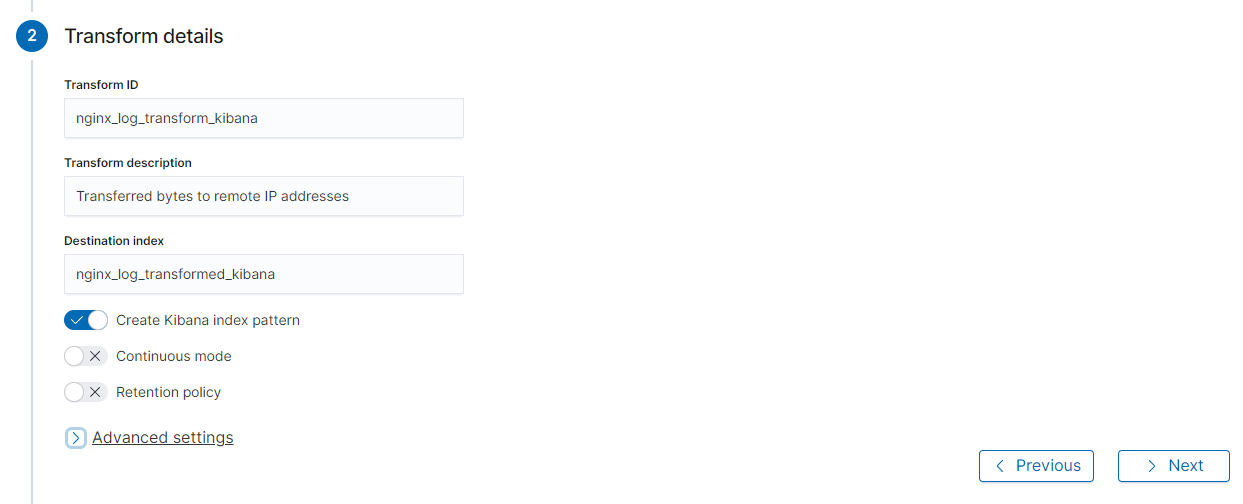 2 Transform details
Transform ID
nginx_log_transform_kibana
Transform description
Transferred bytes to remote IP addresses
Destination index
nginx_log_transformed_kibana
Create Kibana index pattern
Continuous mode
Retention policy
Advanced settings
Previous Next